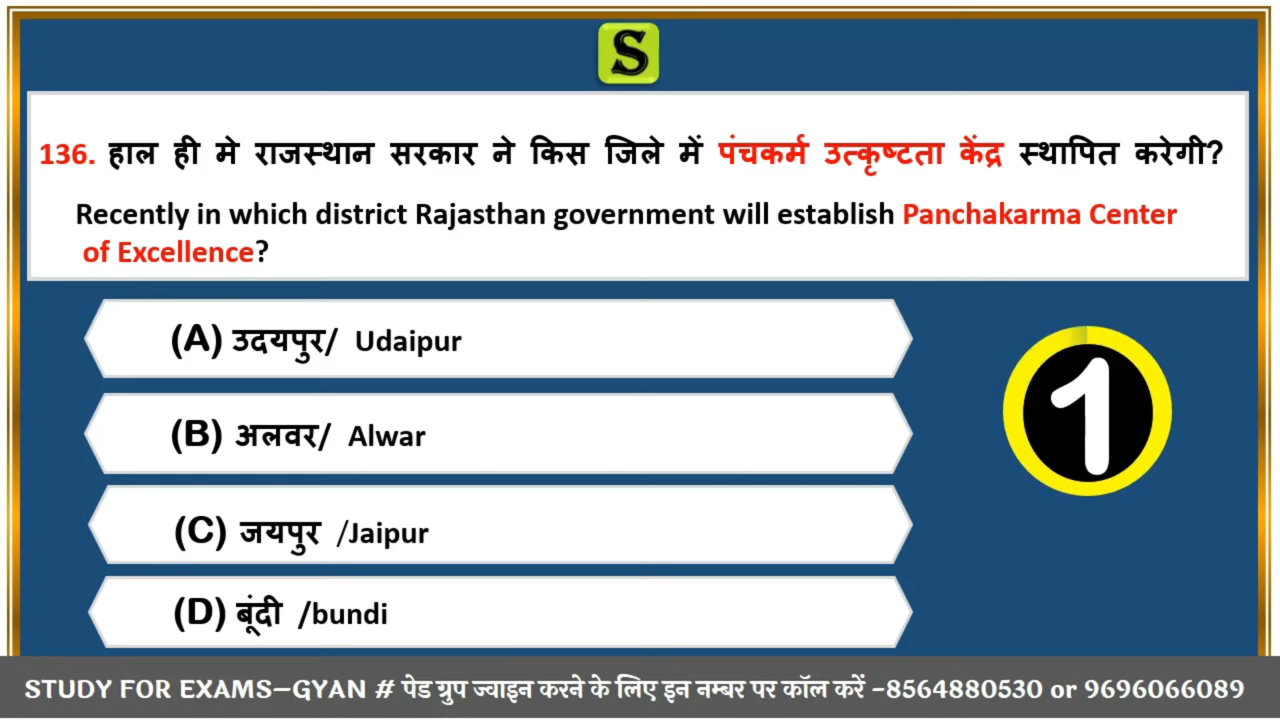 S
136. हाल ही मे राजस्थान सरकार ने किस जिले में पंचकर्म उत्कृष्टता केंद्र स्थापित करेगी?
Recently in which district Rajasthan government will establish Panchakarma Center
of Excellence?
(A) उदयपुर/ Udaipur
(B) अलवर/ Alwar
1
(C) जयपुर /Jaipur
(D) बूंदी /bundi
STUDY FOR EXAMS–GYAN # पेड ग्रुप ज्वाइन करने के लिए इन नम्बर पर कॉल करें –8564880530 or 9696066089